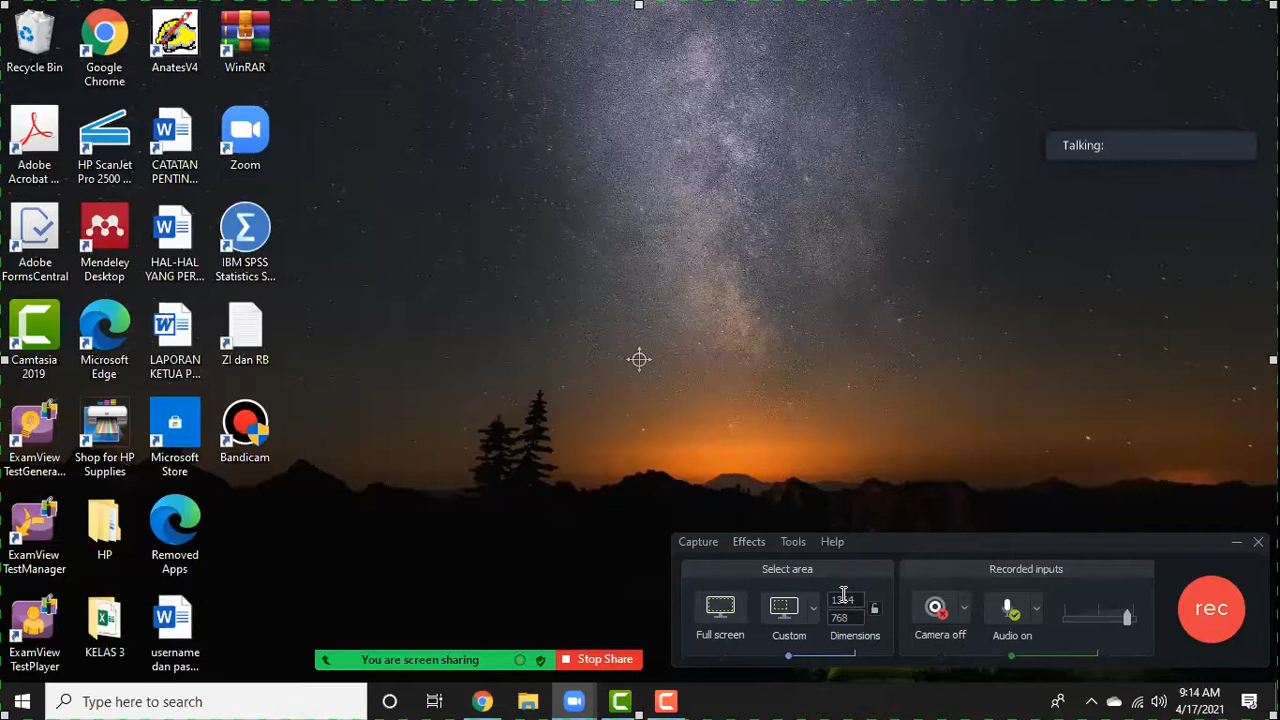 Recycle Bin
Google
Chrome
AnatesV4
WinRAR
Adobe
Acrobat ...
HP ScanJet
Pro 2500 ...
CATATAN
PENTIN...
Zoom
Adobe
FormsCentral
Mendeley
Desktop
HAL-HAL
YANG PER...
IBM SPSS
Statistics S...
Camtasia
2019
Microsoft
Edge
LAPORAN
KETUA P...
ZI dan RB
ExamView
TestGenera...
Shop for HP
Supplies
Microsoft
Store
Bandicam
ExamView
TestManager
HP
Removed
Apps
ExamView
TestPlayer
KELAS 3
username
dan pas...
Talking:
Capture Effects Tools Help
Select area
Recorded inputs
768
Full screen
Custom
Dimensions
Camera off
Audio on
rec
You are screen sharing
Stop Share
Type here to search
9:14 AM
4/17/2021